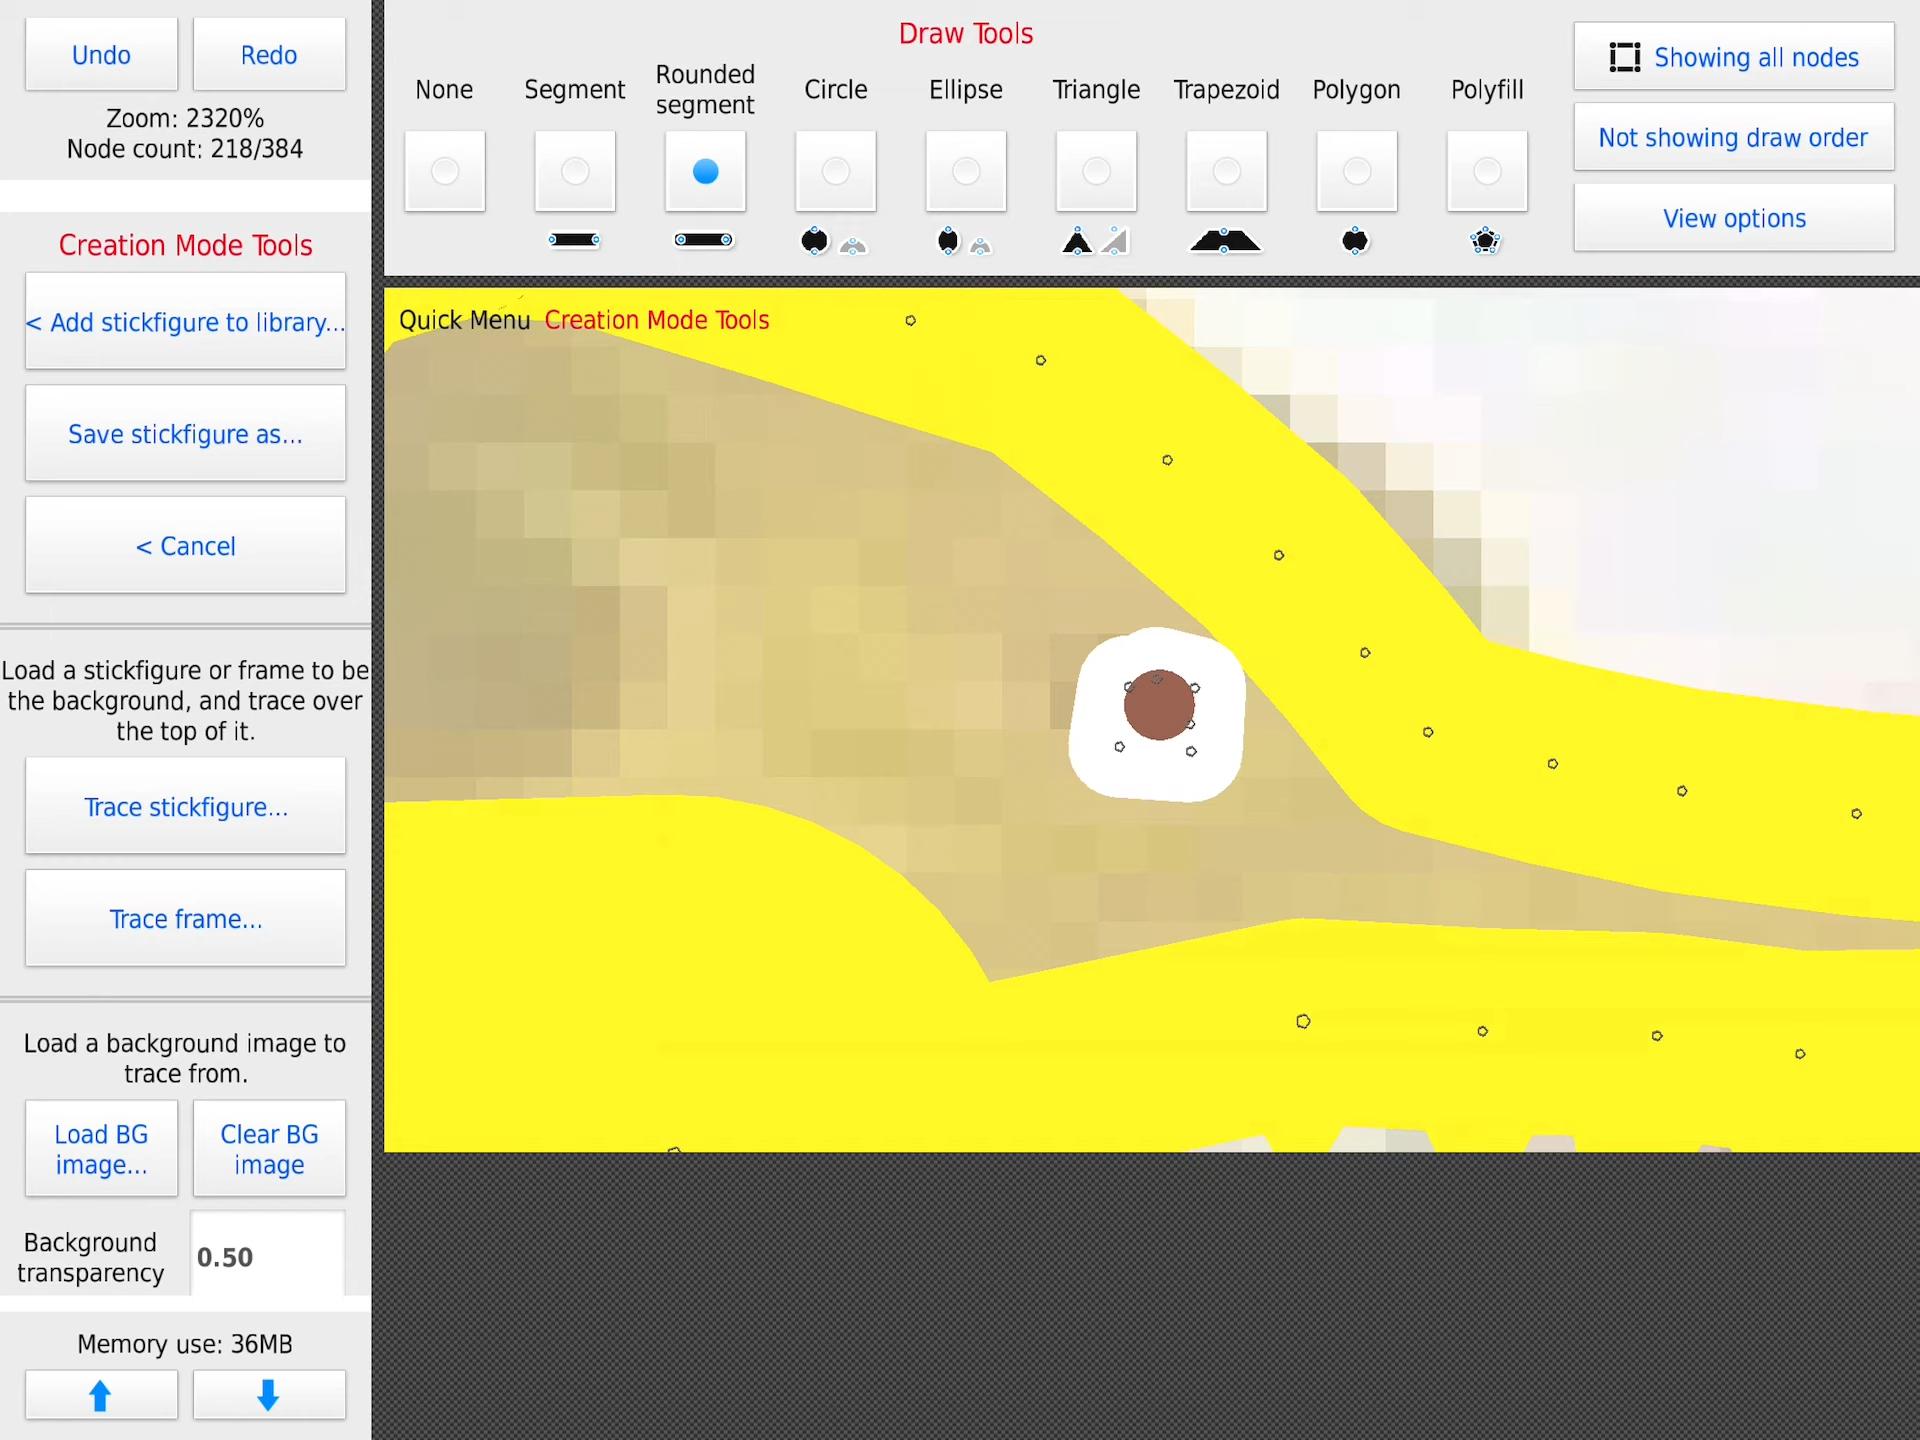 Undo
Redo
Zoom: 2320%
Node count: 218/384
Creation Mode Tools
< Add stickfigure to library...
Save stickfigure as...
< Cancel
Load a stickfigure or frame to be
the background, and trace over
the top of it.
Trace stickfigure...
Trace frame...
Load a background image to
trace from.
Load BG
image...
Clear BG
image
Background
transparency
0.50
Memory use: 36MB
Draw Tools
None
Segment
Rounded
segment
Circle
Ellipse
Triangle
Trapezoid
Polygon
Polyfill
Showing all nodes
Not showing draw order
View options
Quick Menu Creation Mode Tools